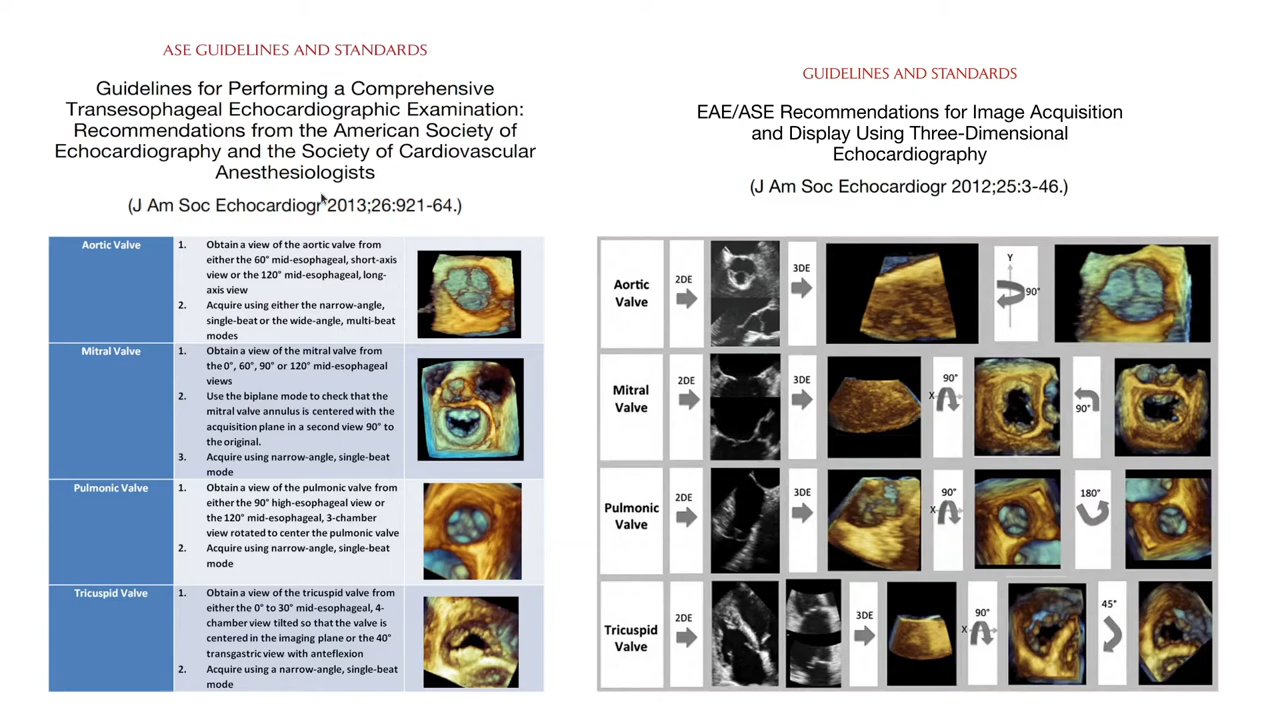 ASE GUIDELINES AND STANDARDS
Guidelines for Performing a Comprehensive
Transesophageal Echocardiographic Examination:
Recommendations from the American Society of
Echocardiography and the Society of Cardiovascular
Anesthesiologists
(J Am Soc Echocardiogr 2013;26:921-64.)
Aortic Valve
1. Obtain a view of the aortic valve from
either the 60° mid-esophageal, short-axis
view or the 120° mid-esophageal, long-
axis view
2. Acquire using either the narrow-angle,
single-beat or the wide-angle, multi-beat
modes
Mitral Valve
1. Obtain a view of the mitral valve from
the 0°, 60°, 90° or 120° mid-esophageal
views
2. Use the biplane mode to check that the
mitral valve annulus is centered with the
acquisition plane in a second view 90° to
the original.
3. Acquire using narrow-angle, single-beat
mode
Pulmonic Valve
1. Obtain a view of the pulmonic valve from
either the 90° high-esophageal view or
the 120° mid-esophageal, 3-chamber
view rotated to center the pulmonic valve
2. Acquire using narrow-angle, single-beat
mode
Tricuspid Valve
1. Obtain a view of the tricuspid valve from
either the 0° to 30° mid-esophageal, 4-
chamber view tilted so that the valve is
centered in the imaging plane or the 40°
transgastric view with anteflexion
2. Acquire using a narrow-angle, single-beat
mode
GUIDELINES AND STANDARDS
EAE/ASE Recommendations for Image Acquisition
and Display Using Three-Dimensional
Echocardiography
(J Am Soc Echocardiogr 2012;25:3-46.)
Aortic
Valve
2DE
3DE
Y
90°
Mitral
Valve
2DE
3DE
90°
X
90°
Pulmonic
Valve
2DE
3DE
90°
X
180°
Tricuspid
Valve
2DE
3DE
90°
X
45°